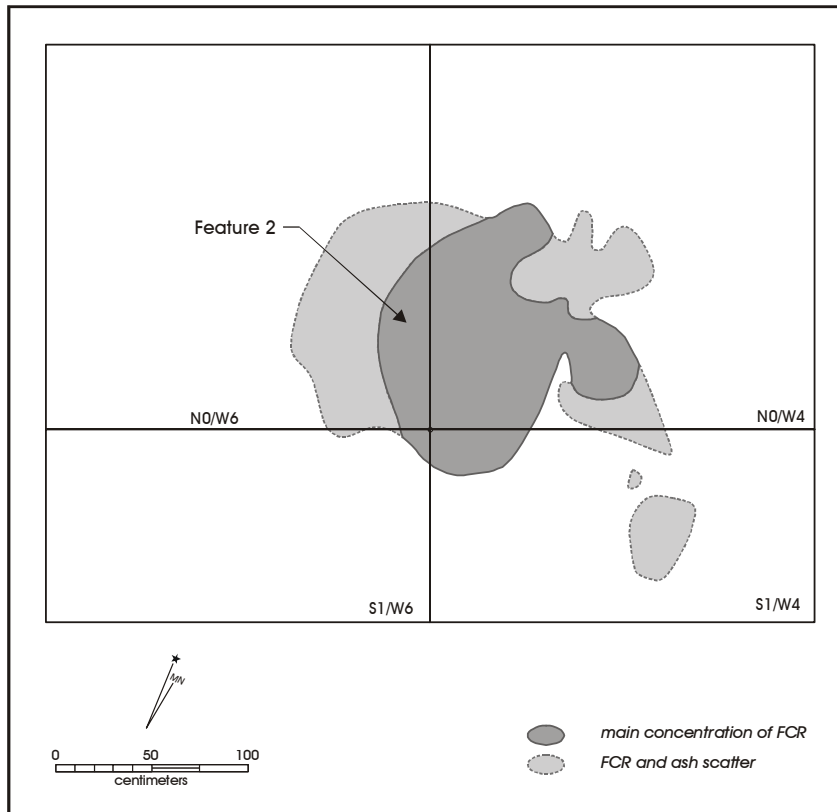 Feature 2
N0/W6
N0/W4
S1/W6
S1/W4
MN
0 50 100
centimeters
main concentration of FCR
FCR and ash scatter